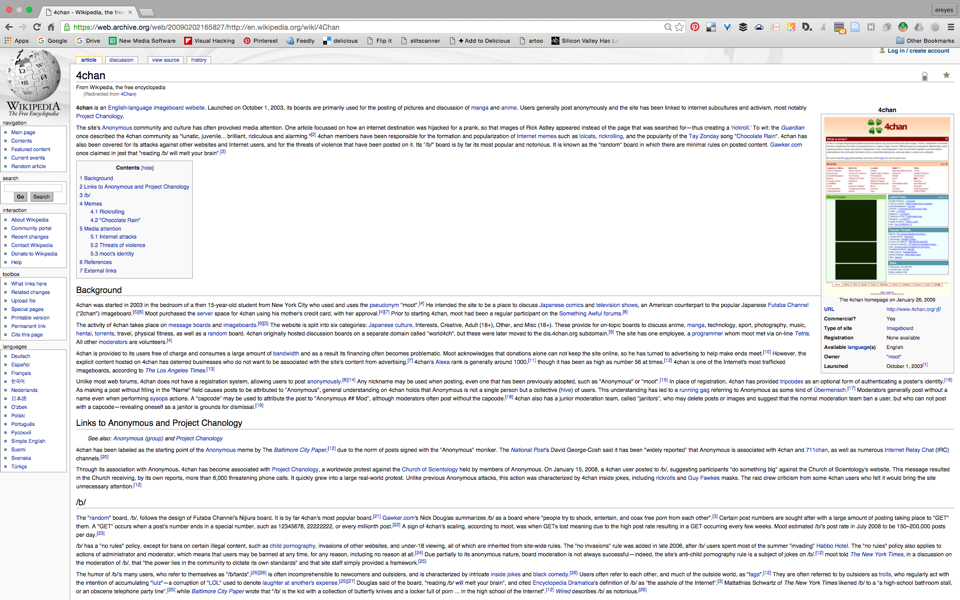 4chan - Wikipedia, the free
ereyes
https://web.archive.org/web/20090202165827/http://en.wikipedia.org/wiki/4Chan
Apps Google Drive New Media Software Visual Hacking Pinterest Feedly delicious Flip it slitscanner + Add to Delicious artoo Silicon Valley Has Lo Other Bookmarks
Log in / create account
article discussion view source history
WIKIPEDIA
The Free Encyclopedia
navigation
Main page
Contents
Featured content
Current events
Random article
search
Go Search
interaction
About Wikipedia
Community portal
Recent changes
Contact Wikipedia
Donate to Wikipedia
Help
toolbox
What links here
Related changes
Upload file
Special pages
Printable version
Permanent link
Cite this page
languages
Deutsch
Español
Français
한국어
Nederlands
日本語
O'zbek
Polski
Português
Русский
Simple English
Suomi
Svenska
Türkçe
4chan
From Wikipedia, the free encyclopedia
(Redirected from 4Chan)
4chan is an English-language imageboard website. Launched on October 1, 2003, its boards are primarily used for the posting of pictures and discussion of manga and anime. Users generally post anonymously and the site has been linked to internet subcultures and activism, most notably
Project Chanology.
The site's Anonymous community and culture has often provoked media attention. One article focussed on how an internet destination was hijacked for a prank, so that images of Rick Astley appeared instead of the page that was searched for—thus creating a 'rickroll.' To wit: the Guardian
once described the 4chan community as "lunatic, juvenile... brilliant, ridiculous and alarming."[2] 4chan members have been responsible for the formation and popularization of Internet memes such as lolcats, rickrolling, and the popularity of the Tay Zonday song "Chocolate Rain". 4chan has
also been covered for its attacks against other websites and Internet users, and for the threats of violence that have been posted on it. Its "/b/" board is by far its most popular and notorious. It is known as the "random" board in which there are minimal rules on posted content. Gawker.com
once claimed in jest that "reading /b/ will melt your brain".[3]
Contents [hide]
1 Background
2 Links to Anonymous and Project Chanology
3 /b/
4 Memes
4.1 Rickrolling
4.2 "Chocolate Rain"
5 Media attention
5.1 Internet attacks
5.2 Threats of violence
5.3 moot's identity
6 References
7 External links
4chan
4chan
The 4chan homepage on January 26, 2009
URL http://www.4chan.org/
Commercial? Yes
Type of site Imageboard
Registration None available
Available language(s) English
Owner "moot"
Launched October 1, 2003[1]
Background
4chan was started in 2003 in the bedroom of a then 15-year-old student from New York City who used and uses the pseudonym "moot".[4] He intended the site to be a place to discuss Japanese comics and television shows, an American counterpart to the popular Japanese Futaba Channel
("2chan") imageboard.[5][6] Moot purchased the server space for 4chan using his mother's credit card, with her approval.[4][7] Prior to starting 4chan, moot had been a regular participant on the Something Awful forums.[8]
The activity of 4chan takes place on message boards and imageboards.[6][9] The website is split into six categories: Japanese culture, Interests, Creative, Adult (18+), Other, and Misc (18+). These provide for on-topic boards to discuss anime, manga, technology, sport, photography, music,
hentai, torrents, travel, physical fitness, as well as a random board. 4chan originally hosted discussion boards on a separate domain called "world4ch", but these were later moved to the dis.4chan.org subdomain.[9] The site has one employee, a programmer whom moot met via on-line Tetris.
All other moderators are volunteers.[4]
4chan is provided to its users free of charge and consumes a large amount of bandwidth and as a result its financing often becomes problematic. Moot acknowledges that donations alone can not keep the site online, so he has turned to advertising to help make ends meet.[10] However, the
explicit content hosted on 4chan has deterred businesses who do not want to be associated with the site's content from advertising.[7] 4chan's Alexa rank is generally around 1000,[11] though it has been as high as number 56 at times.[12] 4chan is one of the Internet's most trafficked
imageboards, according to The Los Angeles Times.[13]
Unlike most web forums, 4chan does not have a registration system, allowing users to post anonymously.[6][14] Any nickname may be used when posting, even one that has been previously adopted, such as "Anonymous" or "moot".[15] In place of registration, 4chan has provided tripcodes as an optional form of authenticating a poster's identity.[16]
As making a post without filling in the "Name" field causes posts to be attributed to "Anonymous", general understanding on 4chan holds that Anonymous is not a single person but a collective (hive) of users. This understanding has led to a running gag referring to Anonymous as some kind of Übermensch.[17] Moderators generally post without a
name even when performing sysops actions. A "capcode" may be used to attribute the post to "Anonymous ## Mod", although moderators often post without the capcode.[18] 4chan also has a junior moderation team, called "janitors", who may delete posts or images and suggest that the normal moderation team ban a user, but who can not post
with a capcode—revealing oneself as a janitor is grounds for dismissal.[19]
Links to Anonymous and Project Chanology
See also: Anonymous (group) and Project Chanology
4chan has been labeled as the starting point of the Anonymous meme by The Baltimore City Paper,[12] due to the norm of posts signed with the "Anonymous" moniker. The National Post's David George-Cosh said it has been "widely reported" that Anonymous is associated with 4chan and 711chan, as well as numerous Internet Relay Chat (IRC)
channels.[20]
Through its association with Anonymous, 4chan has become associated with Project Chanology, a worldwide protest against the Church of Scientology held by members of Anonymous. On January 15, 2008, a 4chan user posted to /b/, suggesting participants "do something big" against the Church of Scientology's website. This message resulted
in the Church receiving, by its own reports, more than 6,000 threatening phone calls. It quickly grew into a large real-world protest. Unlike previous Anonymous attacks, this action was characterized by 4chan inside jokes, including rickrolls and Guy Fawkes masks. The raid drew criticism from some 4chan users who felt it would bring the site
unnecessary attention.[12]
/b/
The "random" board, /b/, follows the design of Futaba Channel's Nijiura board. It is by far 4chan's most popular board.[21] Gawker.com's Nick Douglas summarizes /b/ as a board where "people try to shock, entertain, and coax free porn from each other".[3] Certain post numbers are sought after with a large amount of posting taking place to "GET"
them. A "GET" occurs when a post's number ends in a special number, such as 12345678, 22222222, or every millionth post.[22] A sign of 4chan's scaling, according to moot, was when GETs lost meaning due to the high post rate resulting in a GET occurring every few weeks. Most estimated /b/'s post rate in July 2008 to be 150–200,000 posts
per day.[23]
/b/ has a "no rules" policy, except for bans on certain illegal content, such as child pornography, invasions of other websites, and under-18 viewing, all of which are inherited from site-wide rules. The "no invasions" rule was added in late 2006, after /b/ users spent most of the summer "invading" Habbo Hotel. The "no rules" policy also applies to
actions of administrator and moderator, which means that users may be banned at any time, for any reason, including no reason at all.[24] Due partially to its anonymous nature, board moderation is not always successful—indeed, the site's anti-child pornography rule is a subject of jokes on /b/.[12] moot told The New York Times, in a discussion on
the moderation of /b/, that "the power lies in the community to dictate its own standards" and that site staff simply provided a framework.[25]
The humor of /b/'s many users, who refer to themselves as "/b/tards",[25][26] is often incomprehensible to newcomers and outsiders, and is characterized by intricate inside jokes and black comedy.[26] Users often refer to each other, and much of the outside world, as "fags".[12] They are often referred to by outsiders as trolls, who regularly act with
the intention of accumulating "lulz"—a corruption of "LOL" used to denote laughter at another's expense.[25][27] Douglas said of the board, "reading /b/ will melt your brain", and cited Encyclopedia Dramatica's definition of /b/ as "the asshole of the Internet".[3] Matthias Schwartz of The New York Times likened /b/ to a "a high-school bathroom stall,
or an obscene telephone party line",[25] while Baltimore City Paper wrote that "/b/ is the kid with a collection of butterfly knives and a locker full of porn ... in the high school of the Internet".[12] Wired describes /b/ as notorious.[26]